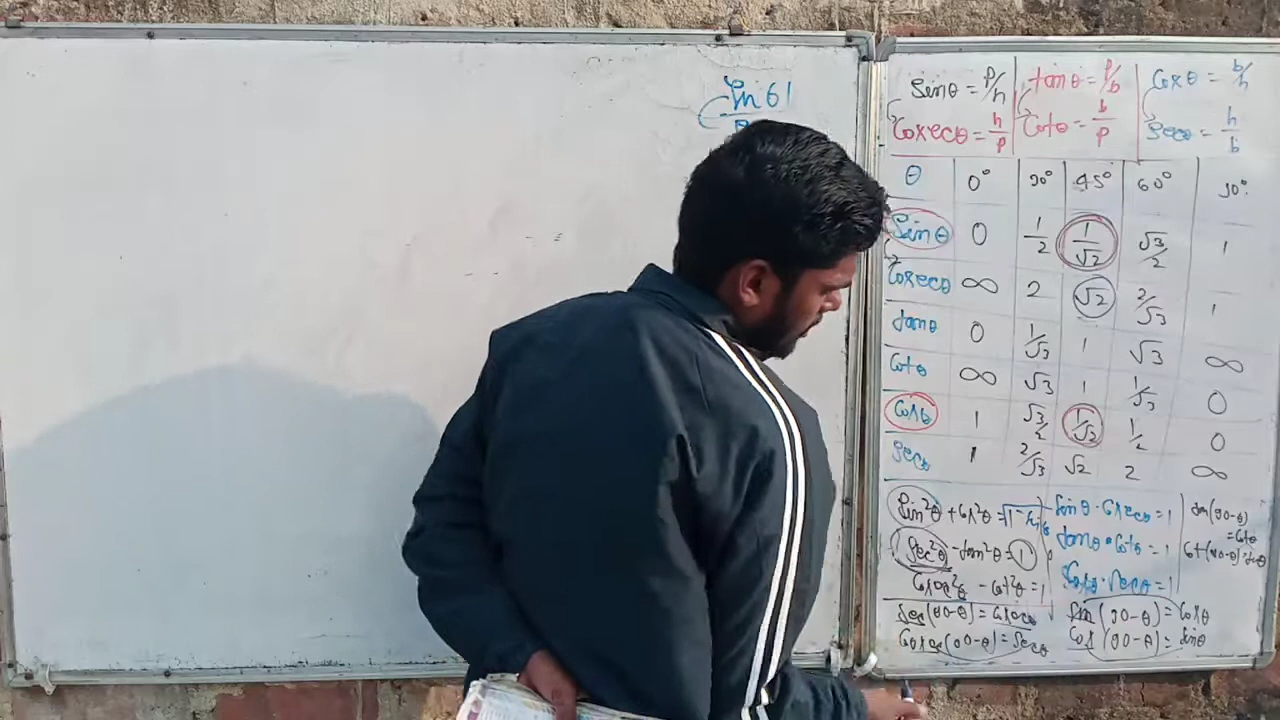 Ln 61
Sinθ = P/h | tanθ = P/b | Cosθ = b/h
Cosecθ = h/p | Cotθ = b/p | Secθ = h/b
θ 0° 30° 45° 60° 90°
Sinθ 0 1/2 1/√2 √3/2 1
Cosecθ ∞ 2 √2 2/√3 1
tanθ 0 1/√3 1 √3 ∞
Cotθ ∞ √3 1 1/√3 0
Cosθ 1 √3/2 1/√2 1/2 0
Secθ 1 2/√3 √2 2 ∞
Sin²θ + Cos²θ = Sinθ · Cosecθ = 1 tan(90-θ)
= Cotθ
Sec²θ - tan²θ = 1 tanθ · Cotθ = 1 Cot(90-θ) = tanθ
Cosec²θ - Cot²θ = 1 Cosθ · Secθ = 1
Sec(90-θ) = Cosecθ Sin(90-θ) = Cosθ
Cosec(90-θ) = Secθ Cos(90-θ) = Sinθ